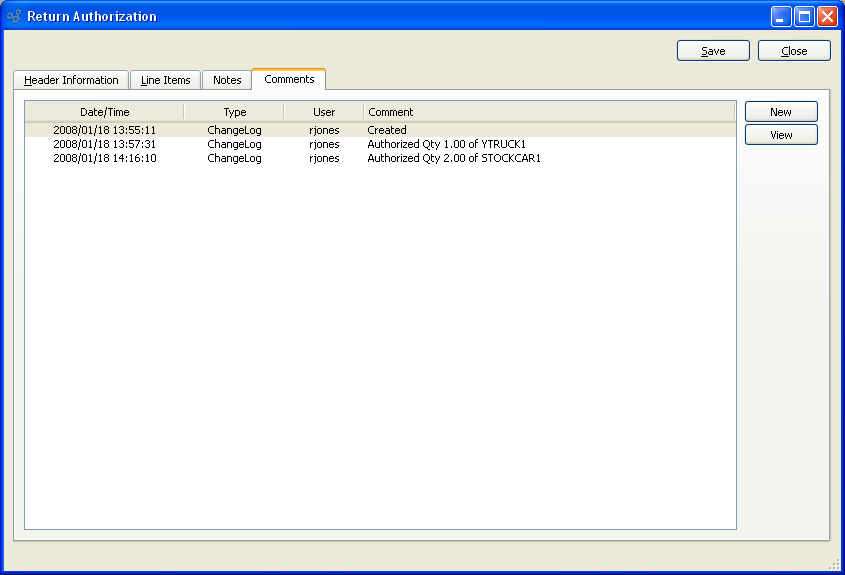 Return Authorization
Save Close
Header Information Line Items Notes Comments
Date/Time Type User Comment
2008/01/18 13:55:11 ChangeLog rjones Created
2008/01/18 13:57:31 ChangeLog rjones Authorized Qty 1.00 of YTRUCK1
2008/01/18 14:16:10 ChangeLog rjones Authorized Qty 2.00 of STOCKCAR1
New
View